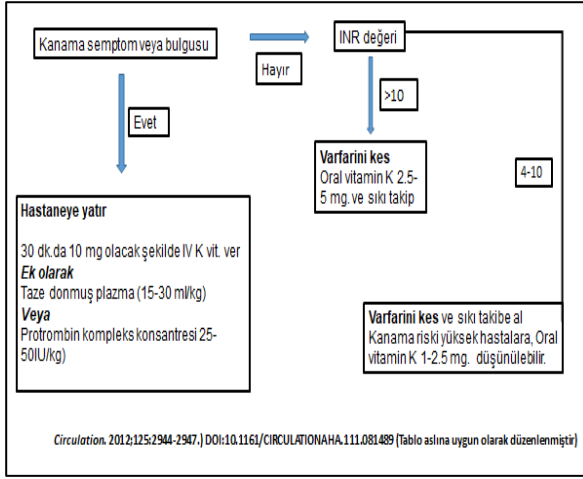 Kanama semptom veya bulgusu
Hayır
INR değeri
Evet
>10
4-10
Varfarini kes
Oral vitamin K 2.5-
5 mg. ve sıkı takip
Hastaneye yatır
30 dk.da 10 mg olacak şekilde IV K vit. ver
Ek olarak
Taze donmuş plazma (15-30 ml/kg)
Veya
Protrombin kompleks konsantresi 25-
50IU/kg)
Varfarini kes ve sıkı takibe al
Kanama riski yüksek hastalara, Oral
vitamin K 1-2.5 mg. düşünülebilir.
Circulation. 2012;125:2944-2947.) DOI:10.1161/CIRCULATIONAHA.111.081489 (Tablo aslına uygun olarak düzenlenmiştir)